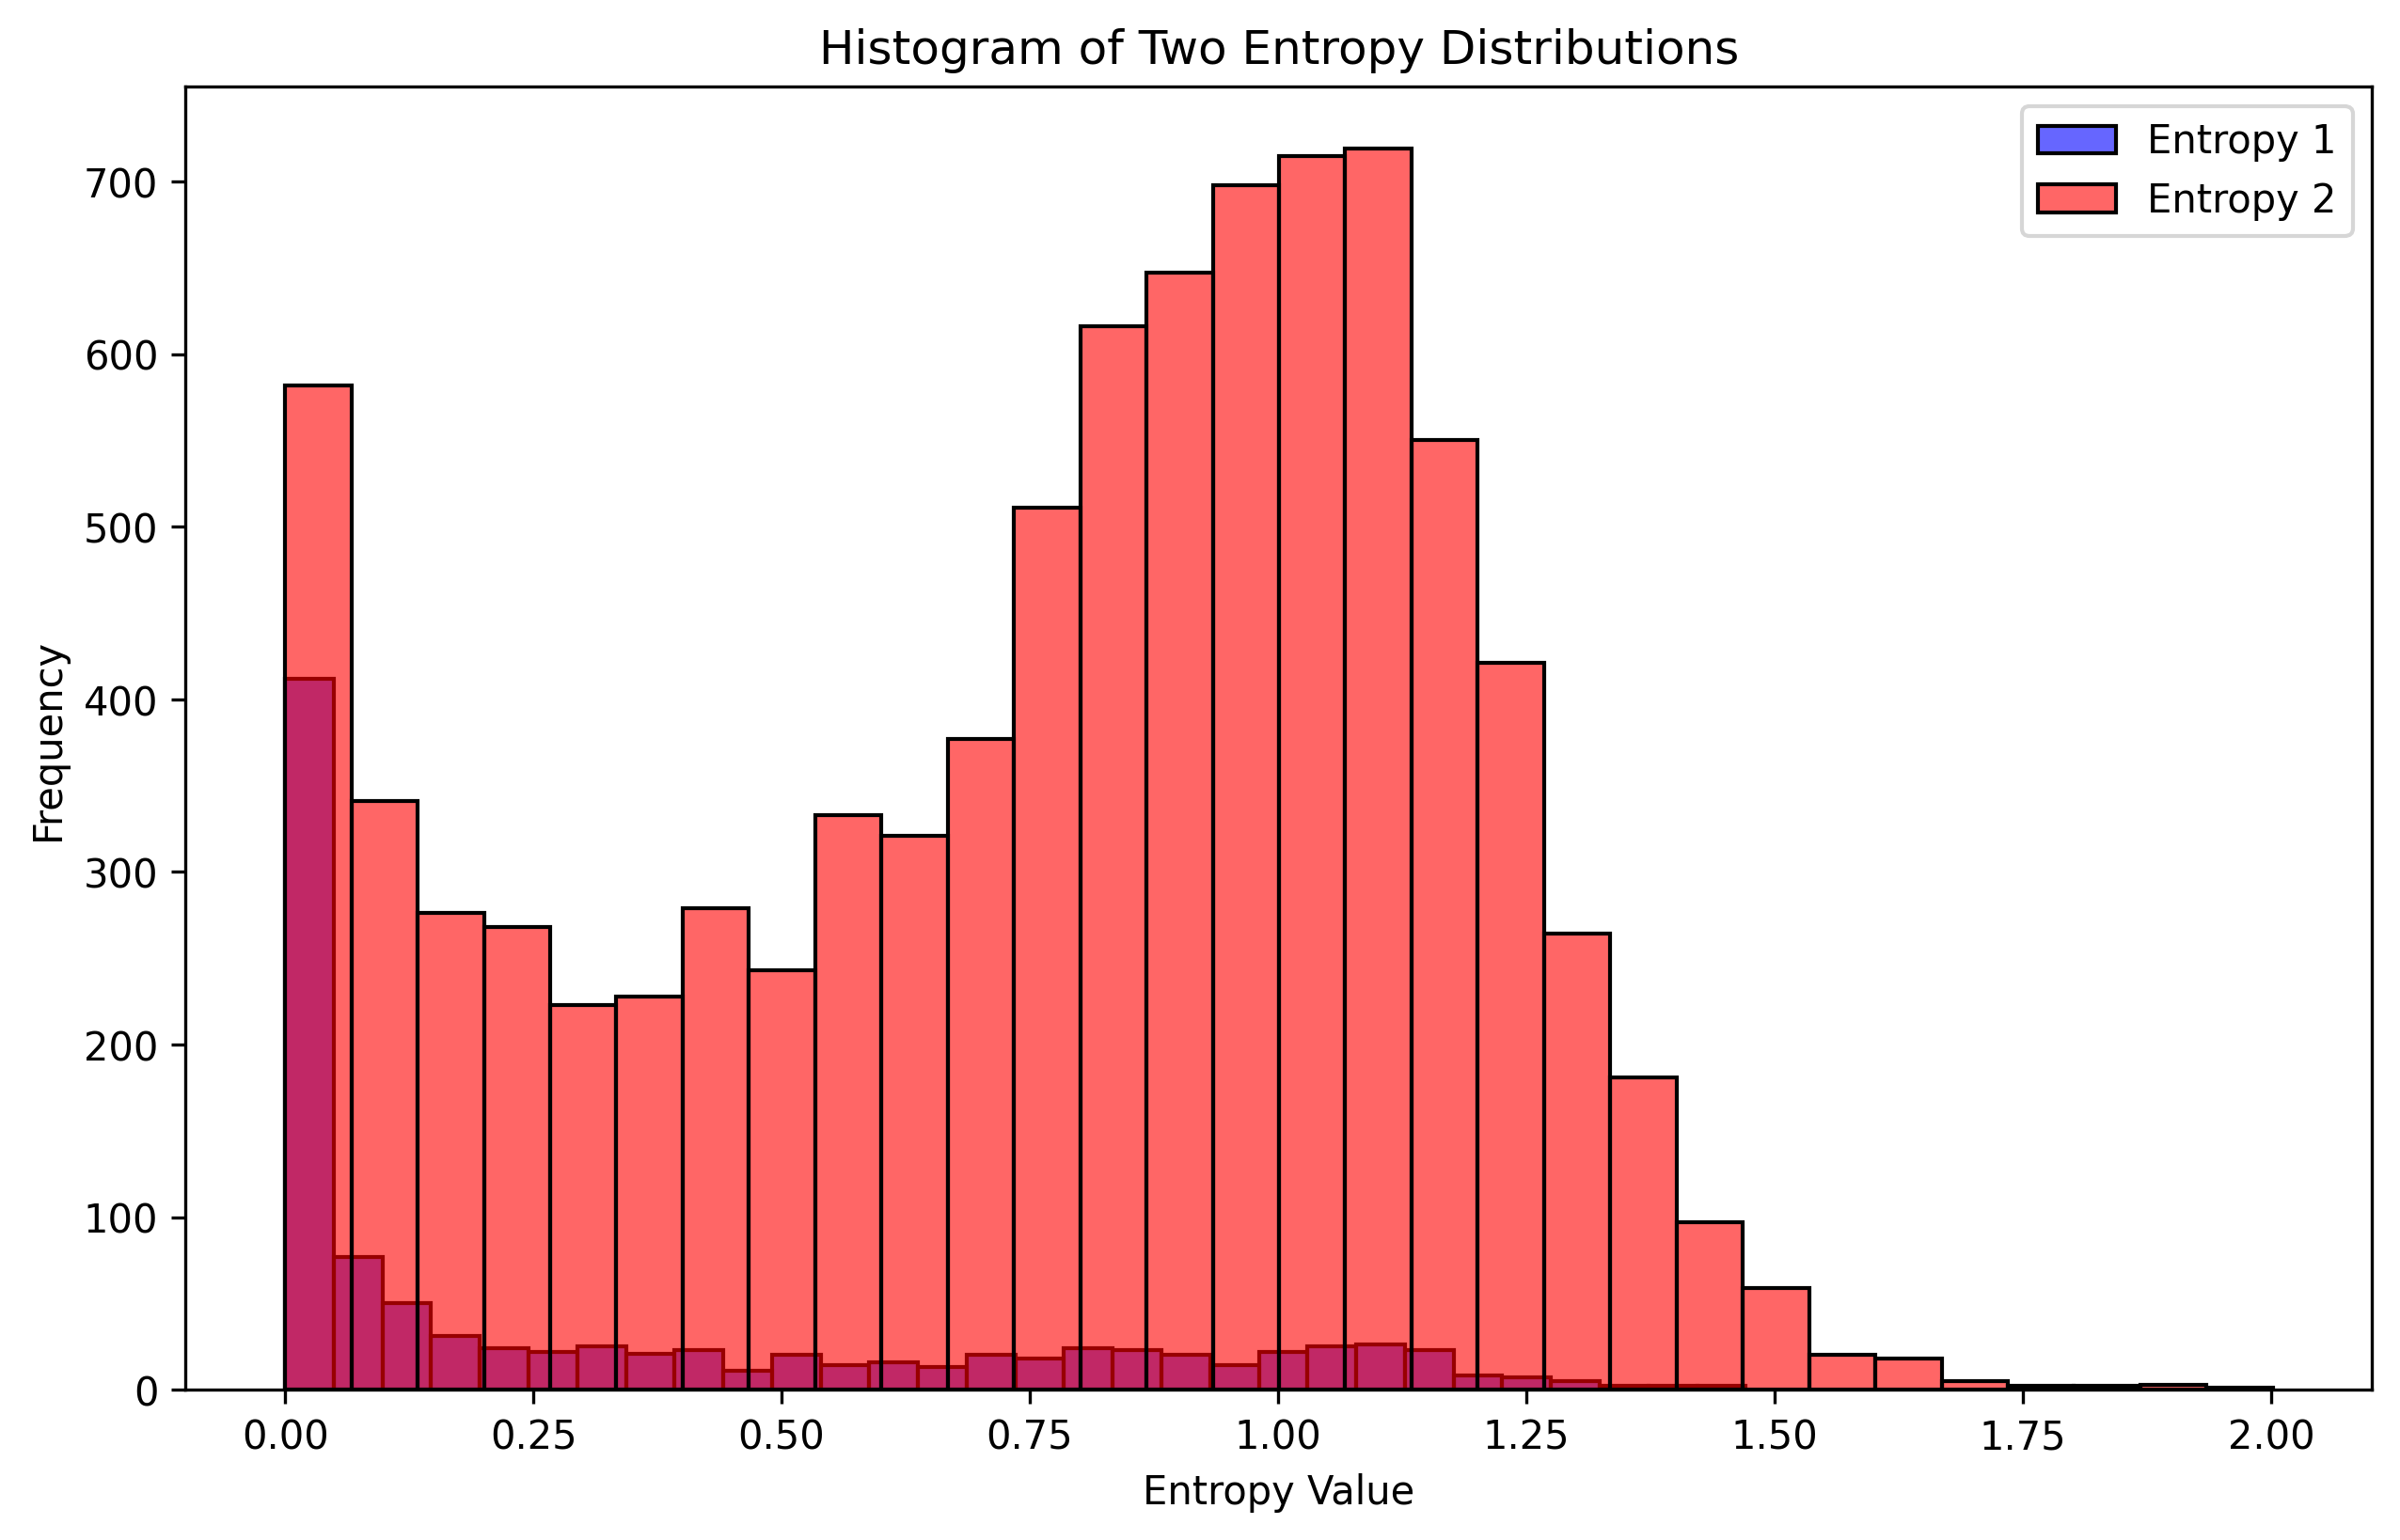 Histogram of Two Entropy Distributions
Entropy 1
Entropy 2
700
600
500
400
300
200
100
0
Frequency
0.00 0.25 0.50 0.75 1.00 1.25 1.50 1.75 2.00
Entropy Value